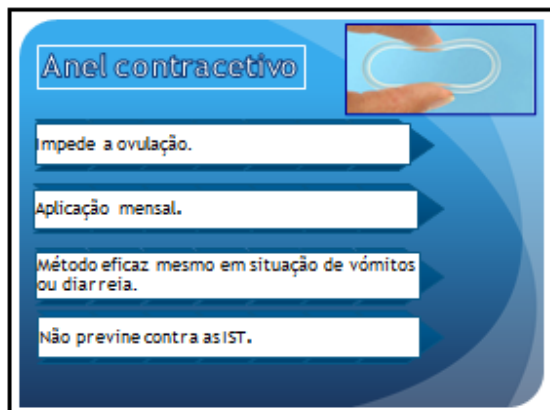 Anel contracetivo
Impede a ovulação.
Aplicação mensal.
Método eficaz mesmo em situação de vómitos
ou diarreia.
Não previne contra as IST.